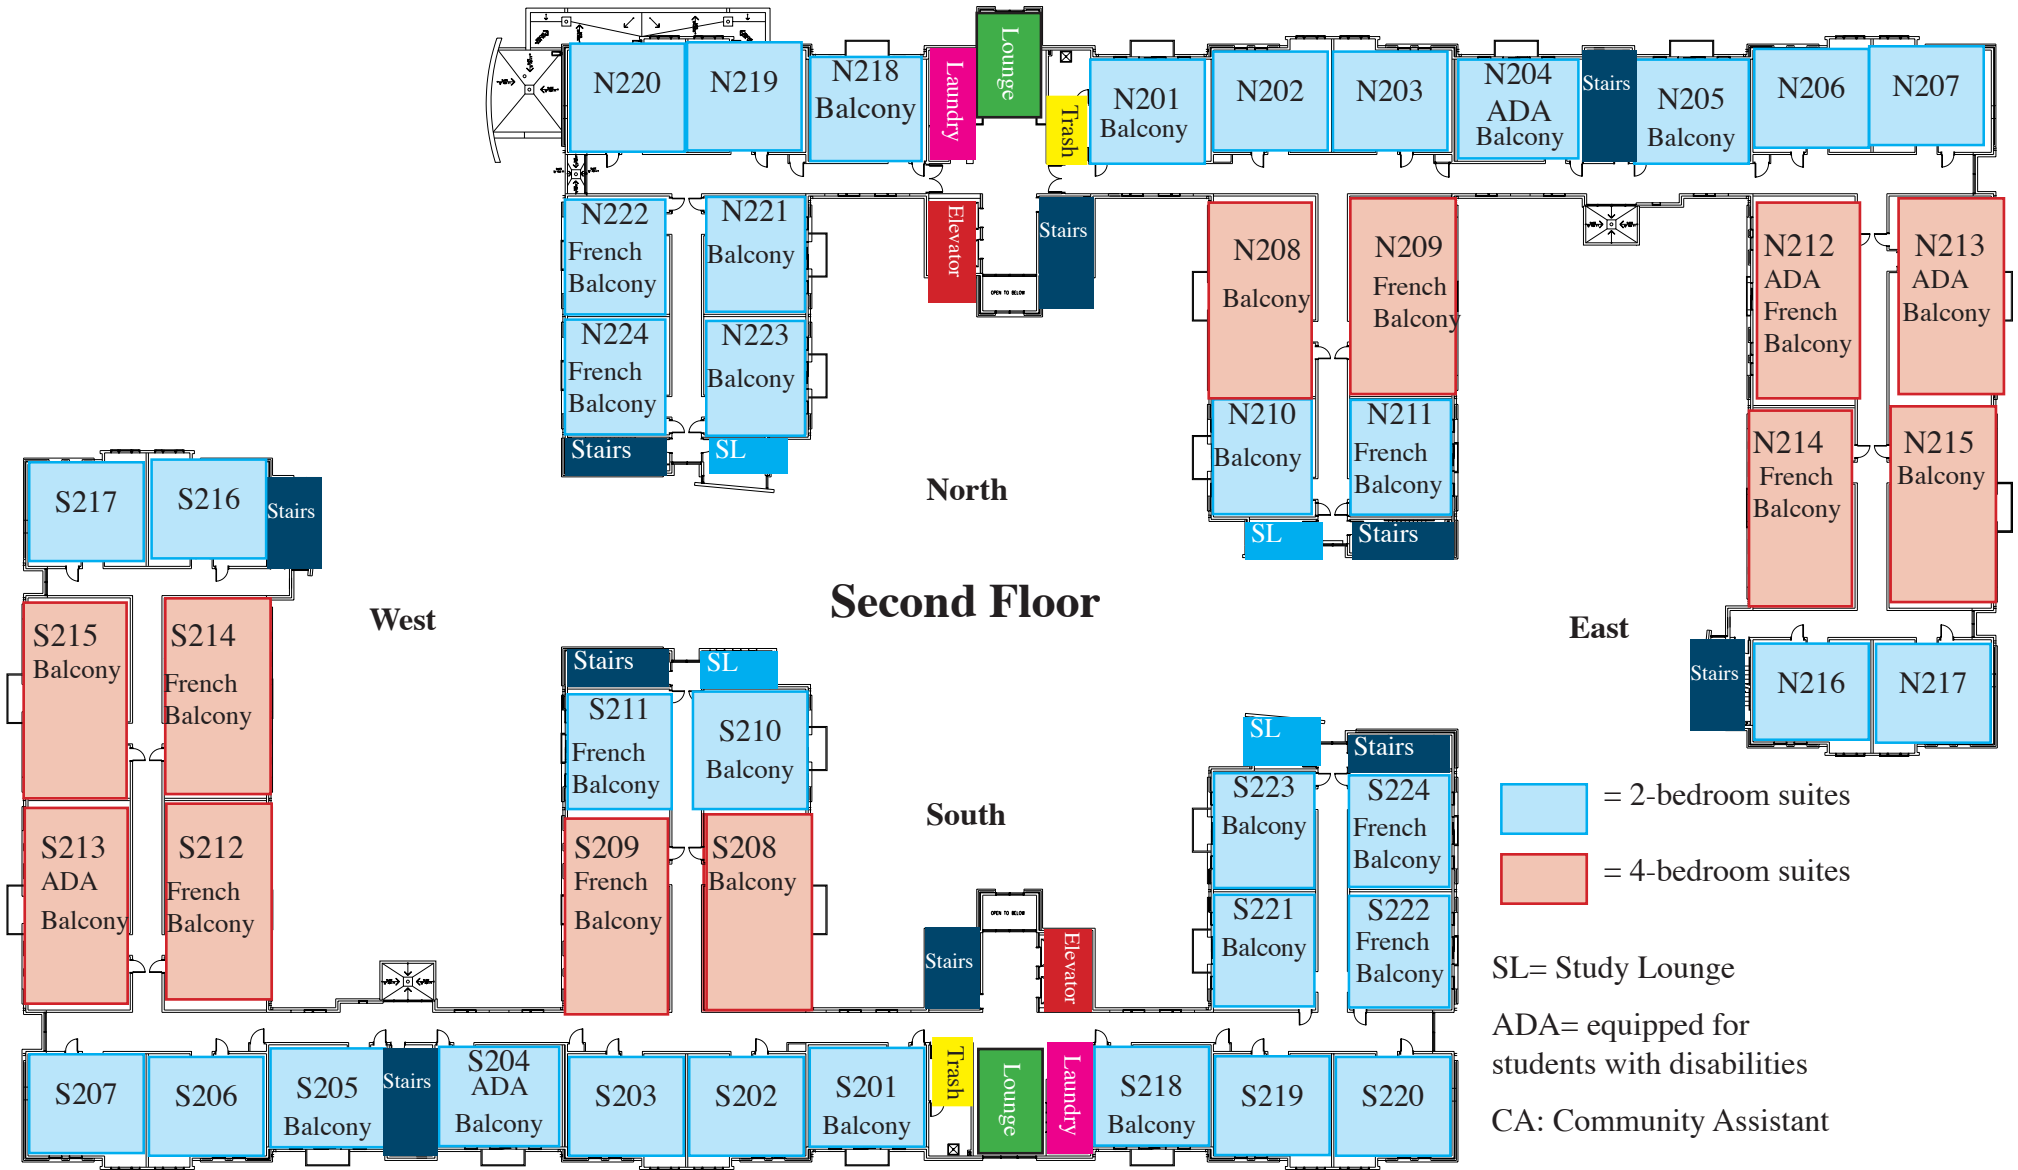 N220
N219
N218
Balcony
Laundry
Lounge
Trash
N201
Balcony
N202
N203
N204
ADA
Balcony
Stairs
N205
Balcony
N206
N207
N222
French
Balcony
N221
Balcony
Elevator
OPEN TO BELOW
Stairs
N208
Balcony
N209
French
Balcony
N212
ADA
French
Balcony
N213
ADA
Balcony
N224
French
Balcony
N223
Balcony
Stairs
SL
N210
Balcony
N211
French
Balcony
SL
Stairs
N214
French
Balcony
N215
Balcony
North
S217
S216
Stairs
West
Second Floor
East
Stairs
N216
N217
S215
Balcony
S214
French
Balcony
Stairs
SL
S211
French
Balcony
S210
Balcony
South
SL
Stairs
S223
Balcony
S224
French
Balcony
= 2-bedroom suites
= 4-bedroom suites
S213
ADA
Balcony
S212
French
Balcony
S209
French
Balcony
S208
Balcony
Stairs
OPEN TO BELOW
Elevator
S221
Balcony
S222
French
Balcony
SL= Study Lounge
ADA= equipped for
students with disabilities
CA: Community Assistant
S207
S206
S205
Balcony
Stairs
S204
ADA
Balcony
S203
S202
S201
Balcony
Trash
Lounge
Laundry
S218
Balcony
S219
S220